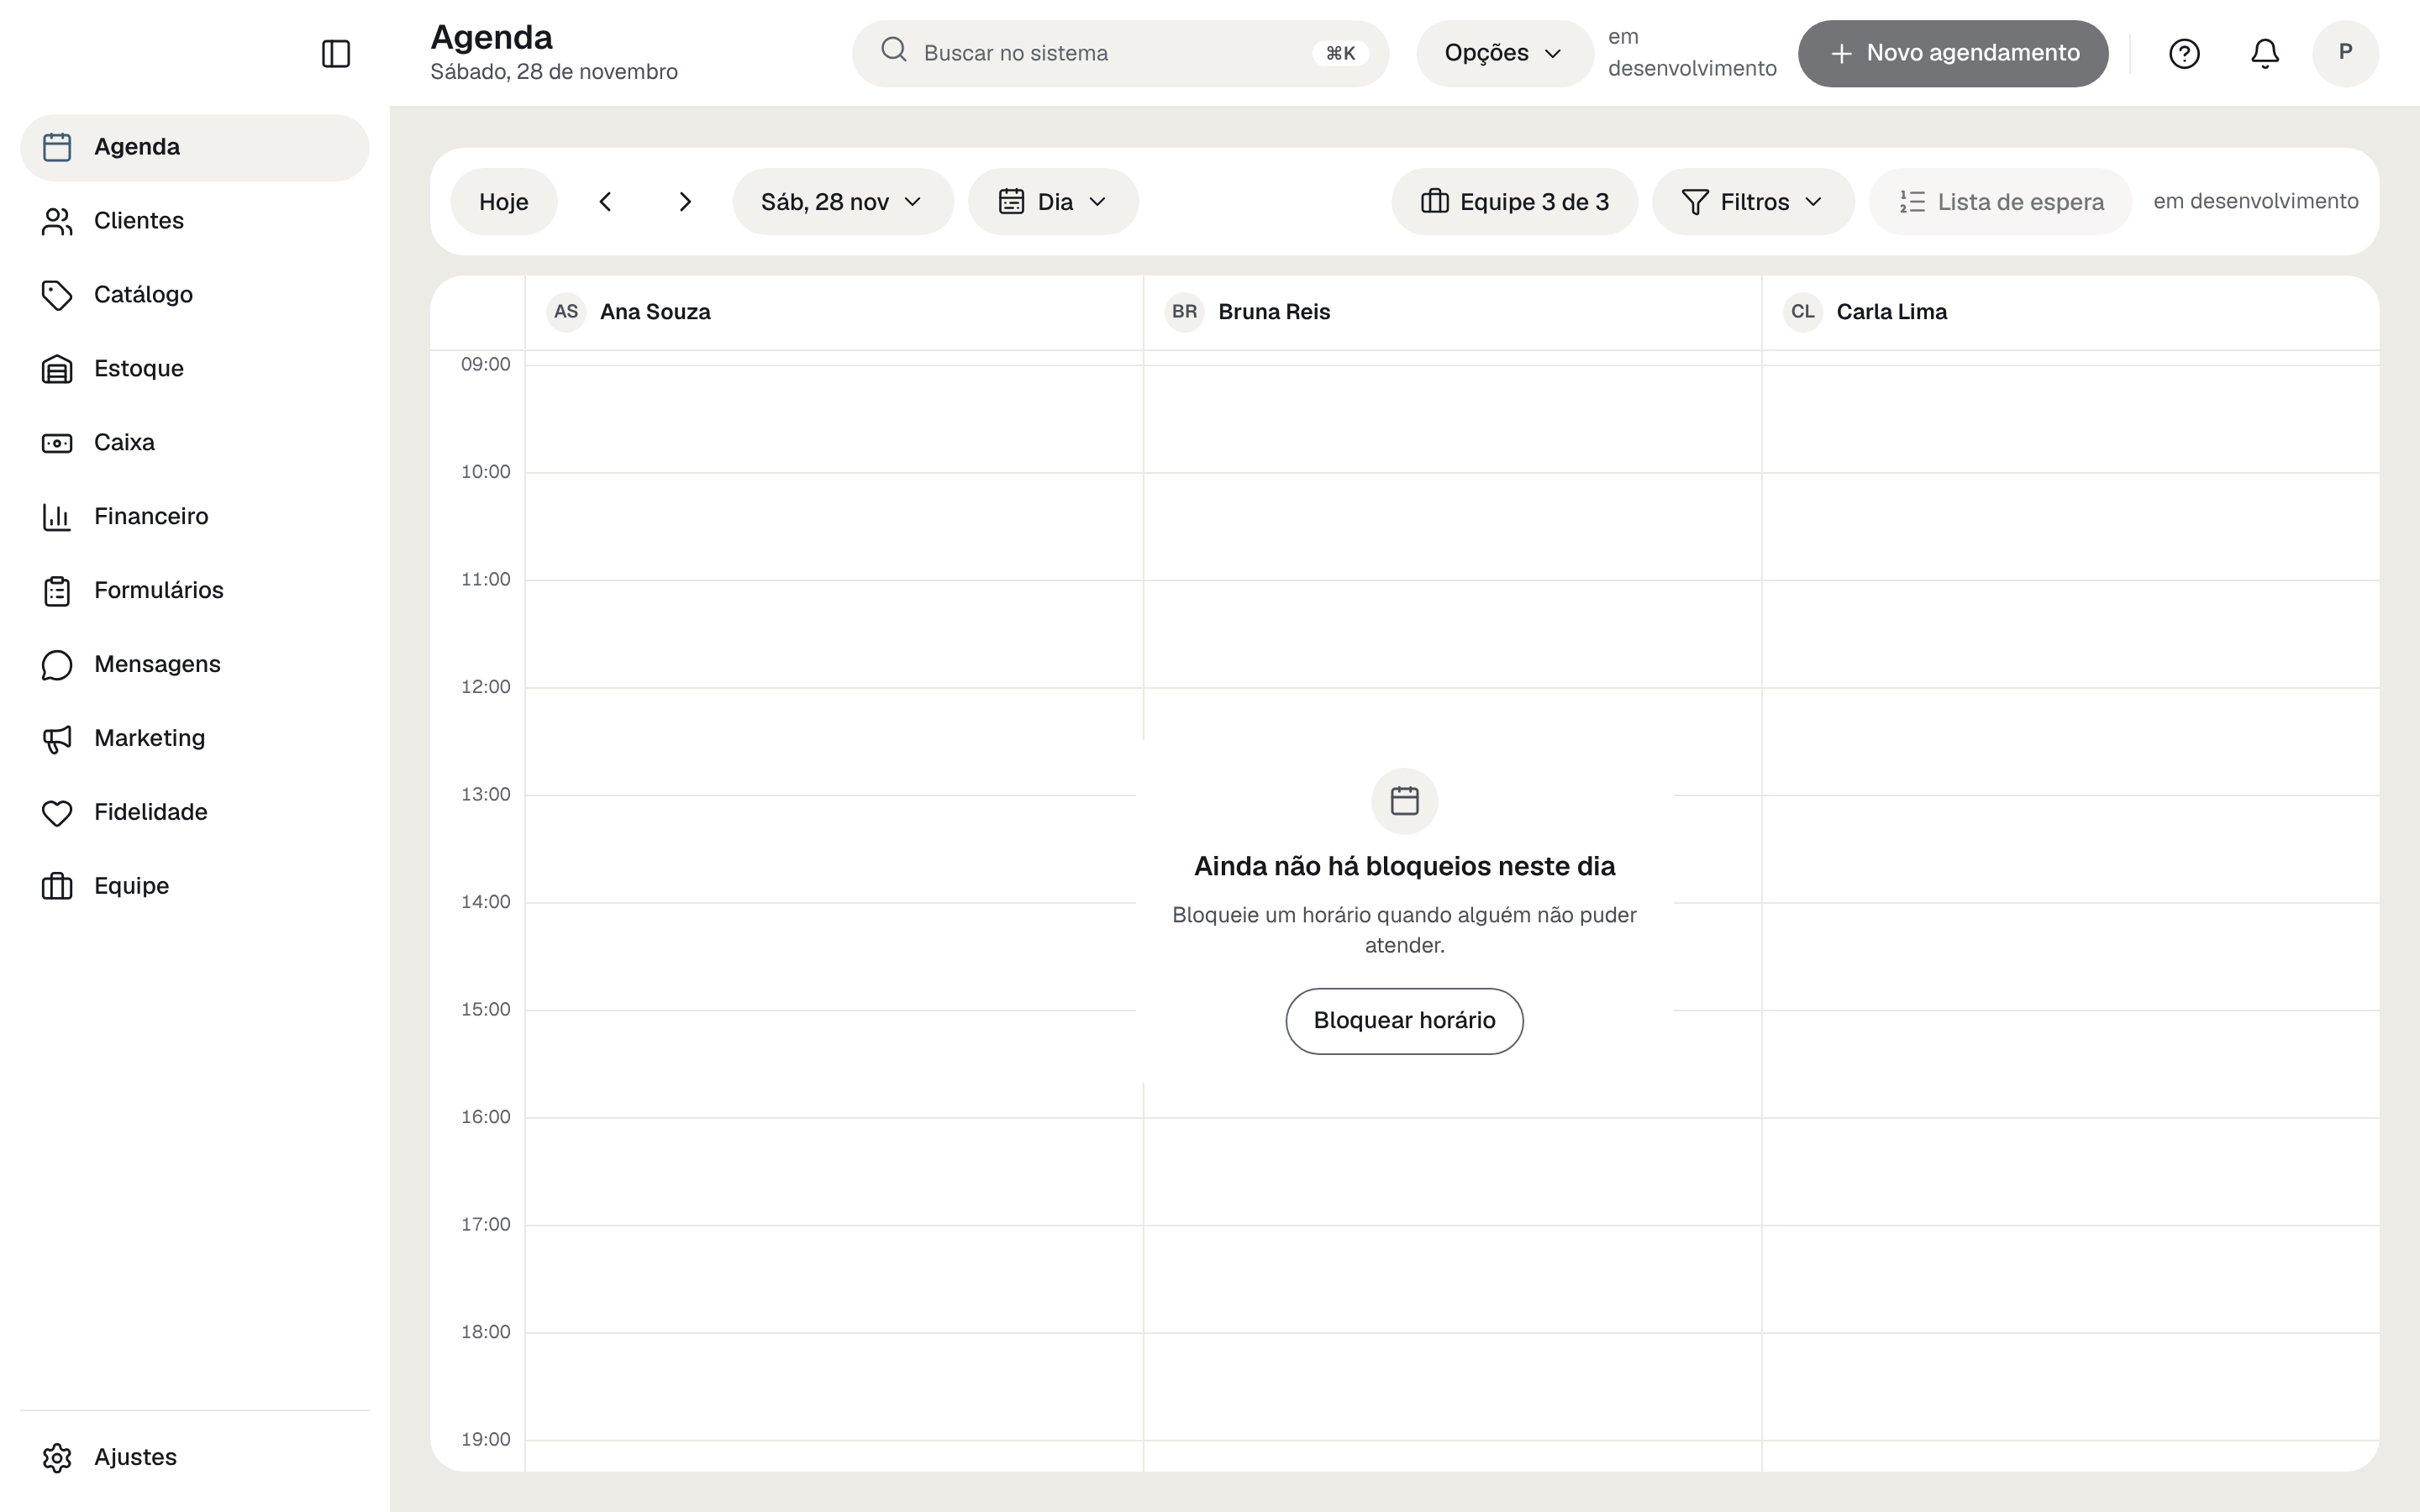 Agenda
Sábado, 28 de novembro
Buscar no sistema
⌘K
Opções
em
desenvolvimento
Novo agendamento
P
Agenda
Clientes
Catálogo
Estoque
Caixa
Financeiro
Formulários
Mensagens
Marketing
Fidelidade
Equipe
Ajustes
Hoje
Sáb, 28 nov
Dia
Equipe 3 de 3
Filtros
Lista de espera
em desenvolvimento
AS Ana Souza
BR Bruna Reis
CL Carla Lima
09:00
10:00
11:00
12:00
13:00
14:00
15:00
16:00
17:00
18:00
19:00
Ainda não há bloqueios neste dia
Bloqueie um horário quando alguém não puder
atender.
Bloquear horário